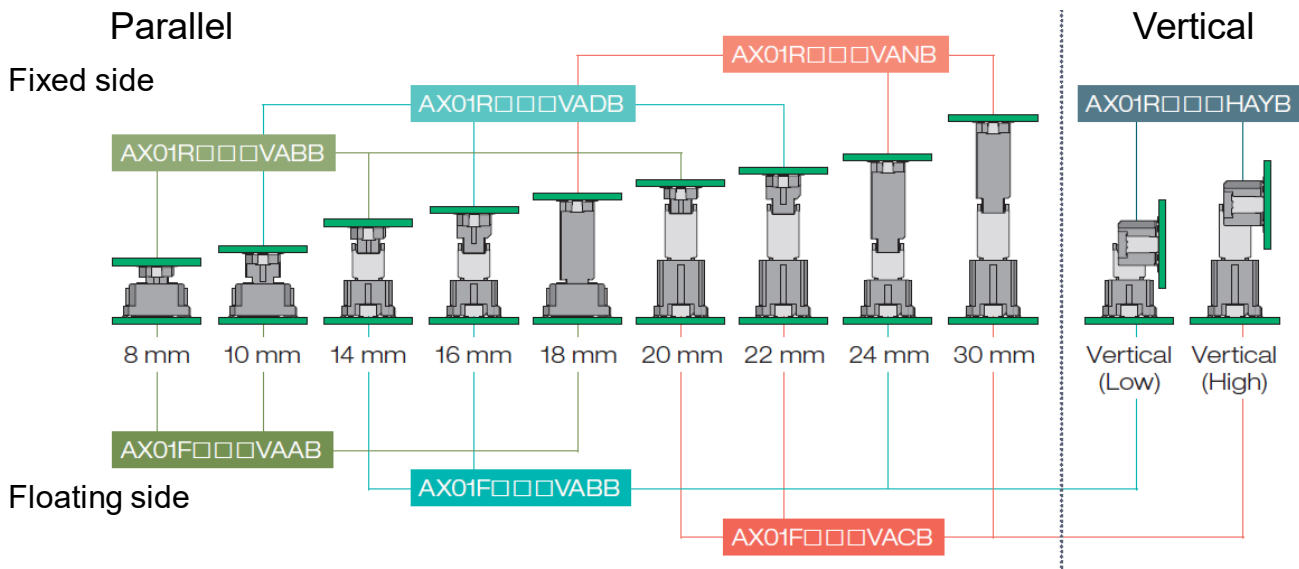 Parallel
Vertical
Fixed side
AX01R□□□VANB
AX01R□□□VADB
AX01R□□□HAYB
AX01R□□□VABB
8 mm
10 mm
14 mm
16 mm
18 mm
20 mm
22 mm
24 mm
30 mm
Vertical
(Low)
Vertical
(High)
AX01F□□□VAAB
Floating side
AX01F□□□VABB
AX01F□□□VACB